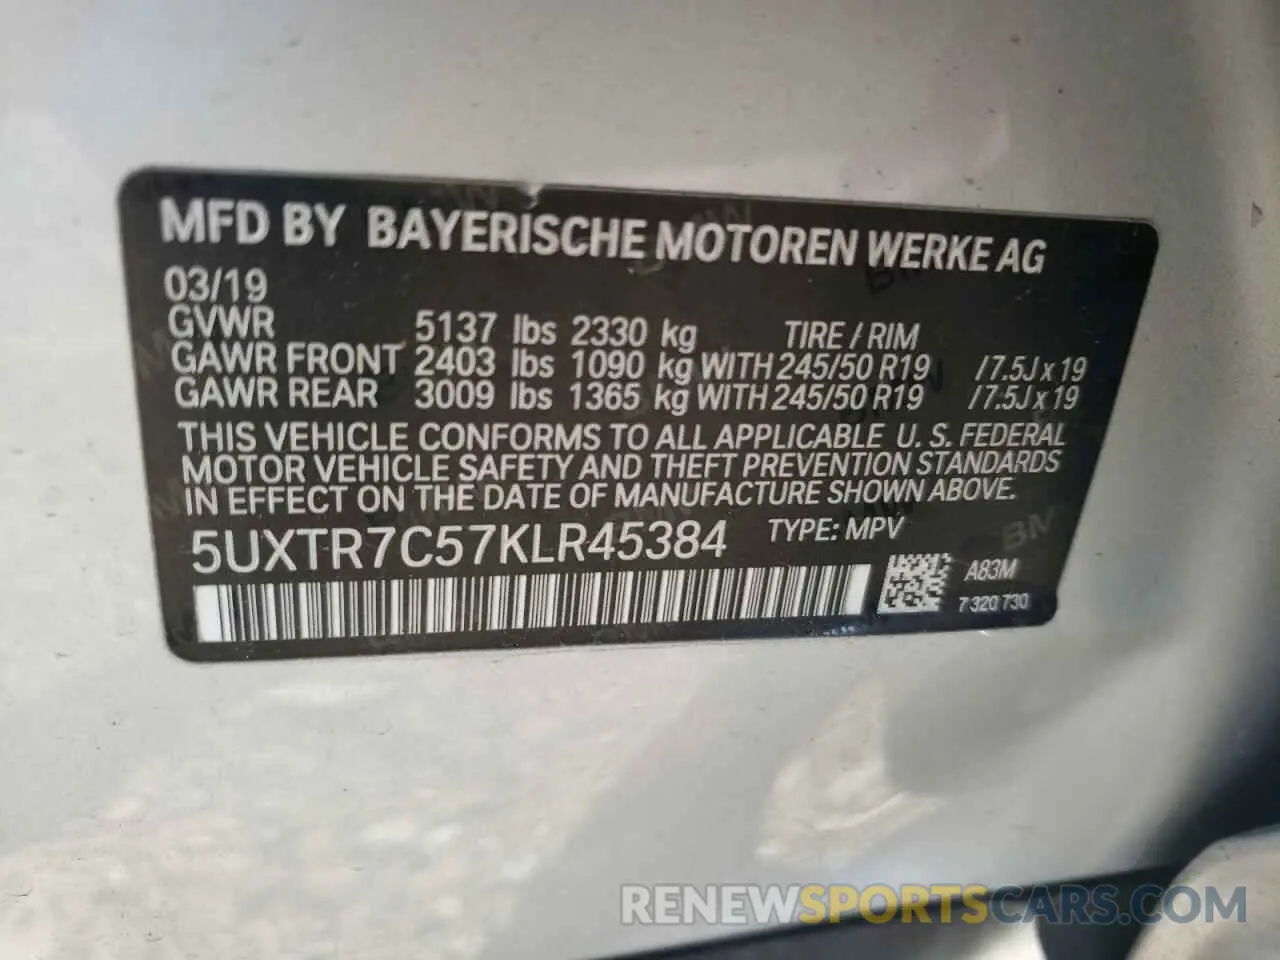 MFD BY BAYERISCHE MOTOREN WERKE AG
03/19
GVWR 5137 lbs 2330 kg TIRE / RIM
GAWR FRONT 2403 lbs 1090 kg WITH 245/50 R19 / 7.5J x 19
GAWR REAR 3009 lbs 1365 kg WITH 245/50 R19 / 7.5J x 19
THIS VEHICLE CONFORMS TO ALL APPLICABLE U. S. FEDERAL
MOTOR VEHICLE SAFETY AND THEFT PREVENTION STANDARDS
IN EFFECT ON THE DATE OF MANUFACTURE SHOWN ABOVE.
5UXTR7C57KLR45384 TYPE: MPV
A83M
7 320 730
RENEWSPORTSCARS.COM